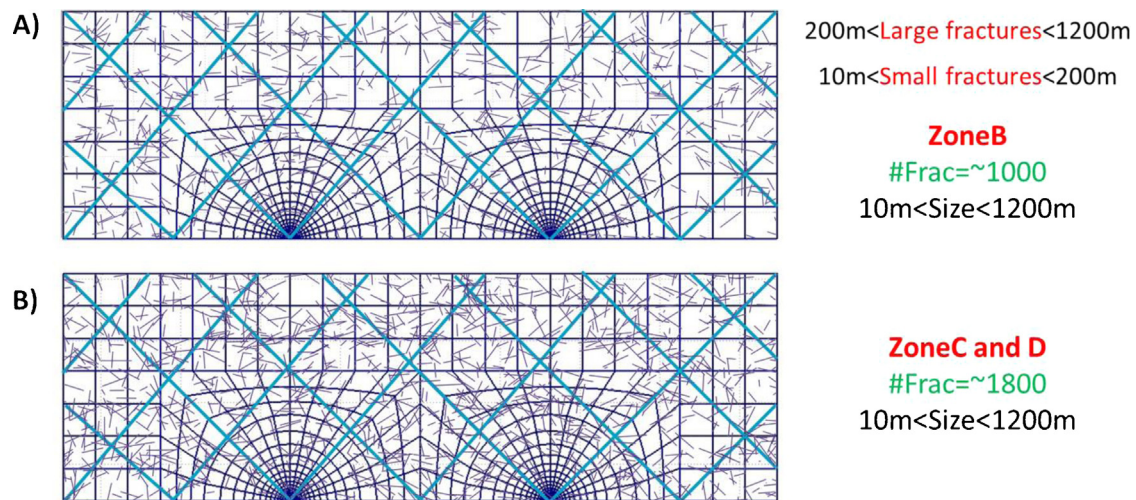 A)
200m<Large fractures<1200m
10m<Small fractures<200m
ZoneB
#Frac=~1000
10m<Size<1200m
B)
ZoneC and D
#Frac=~1800
10m<Size<1200m